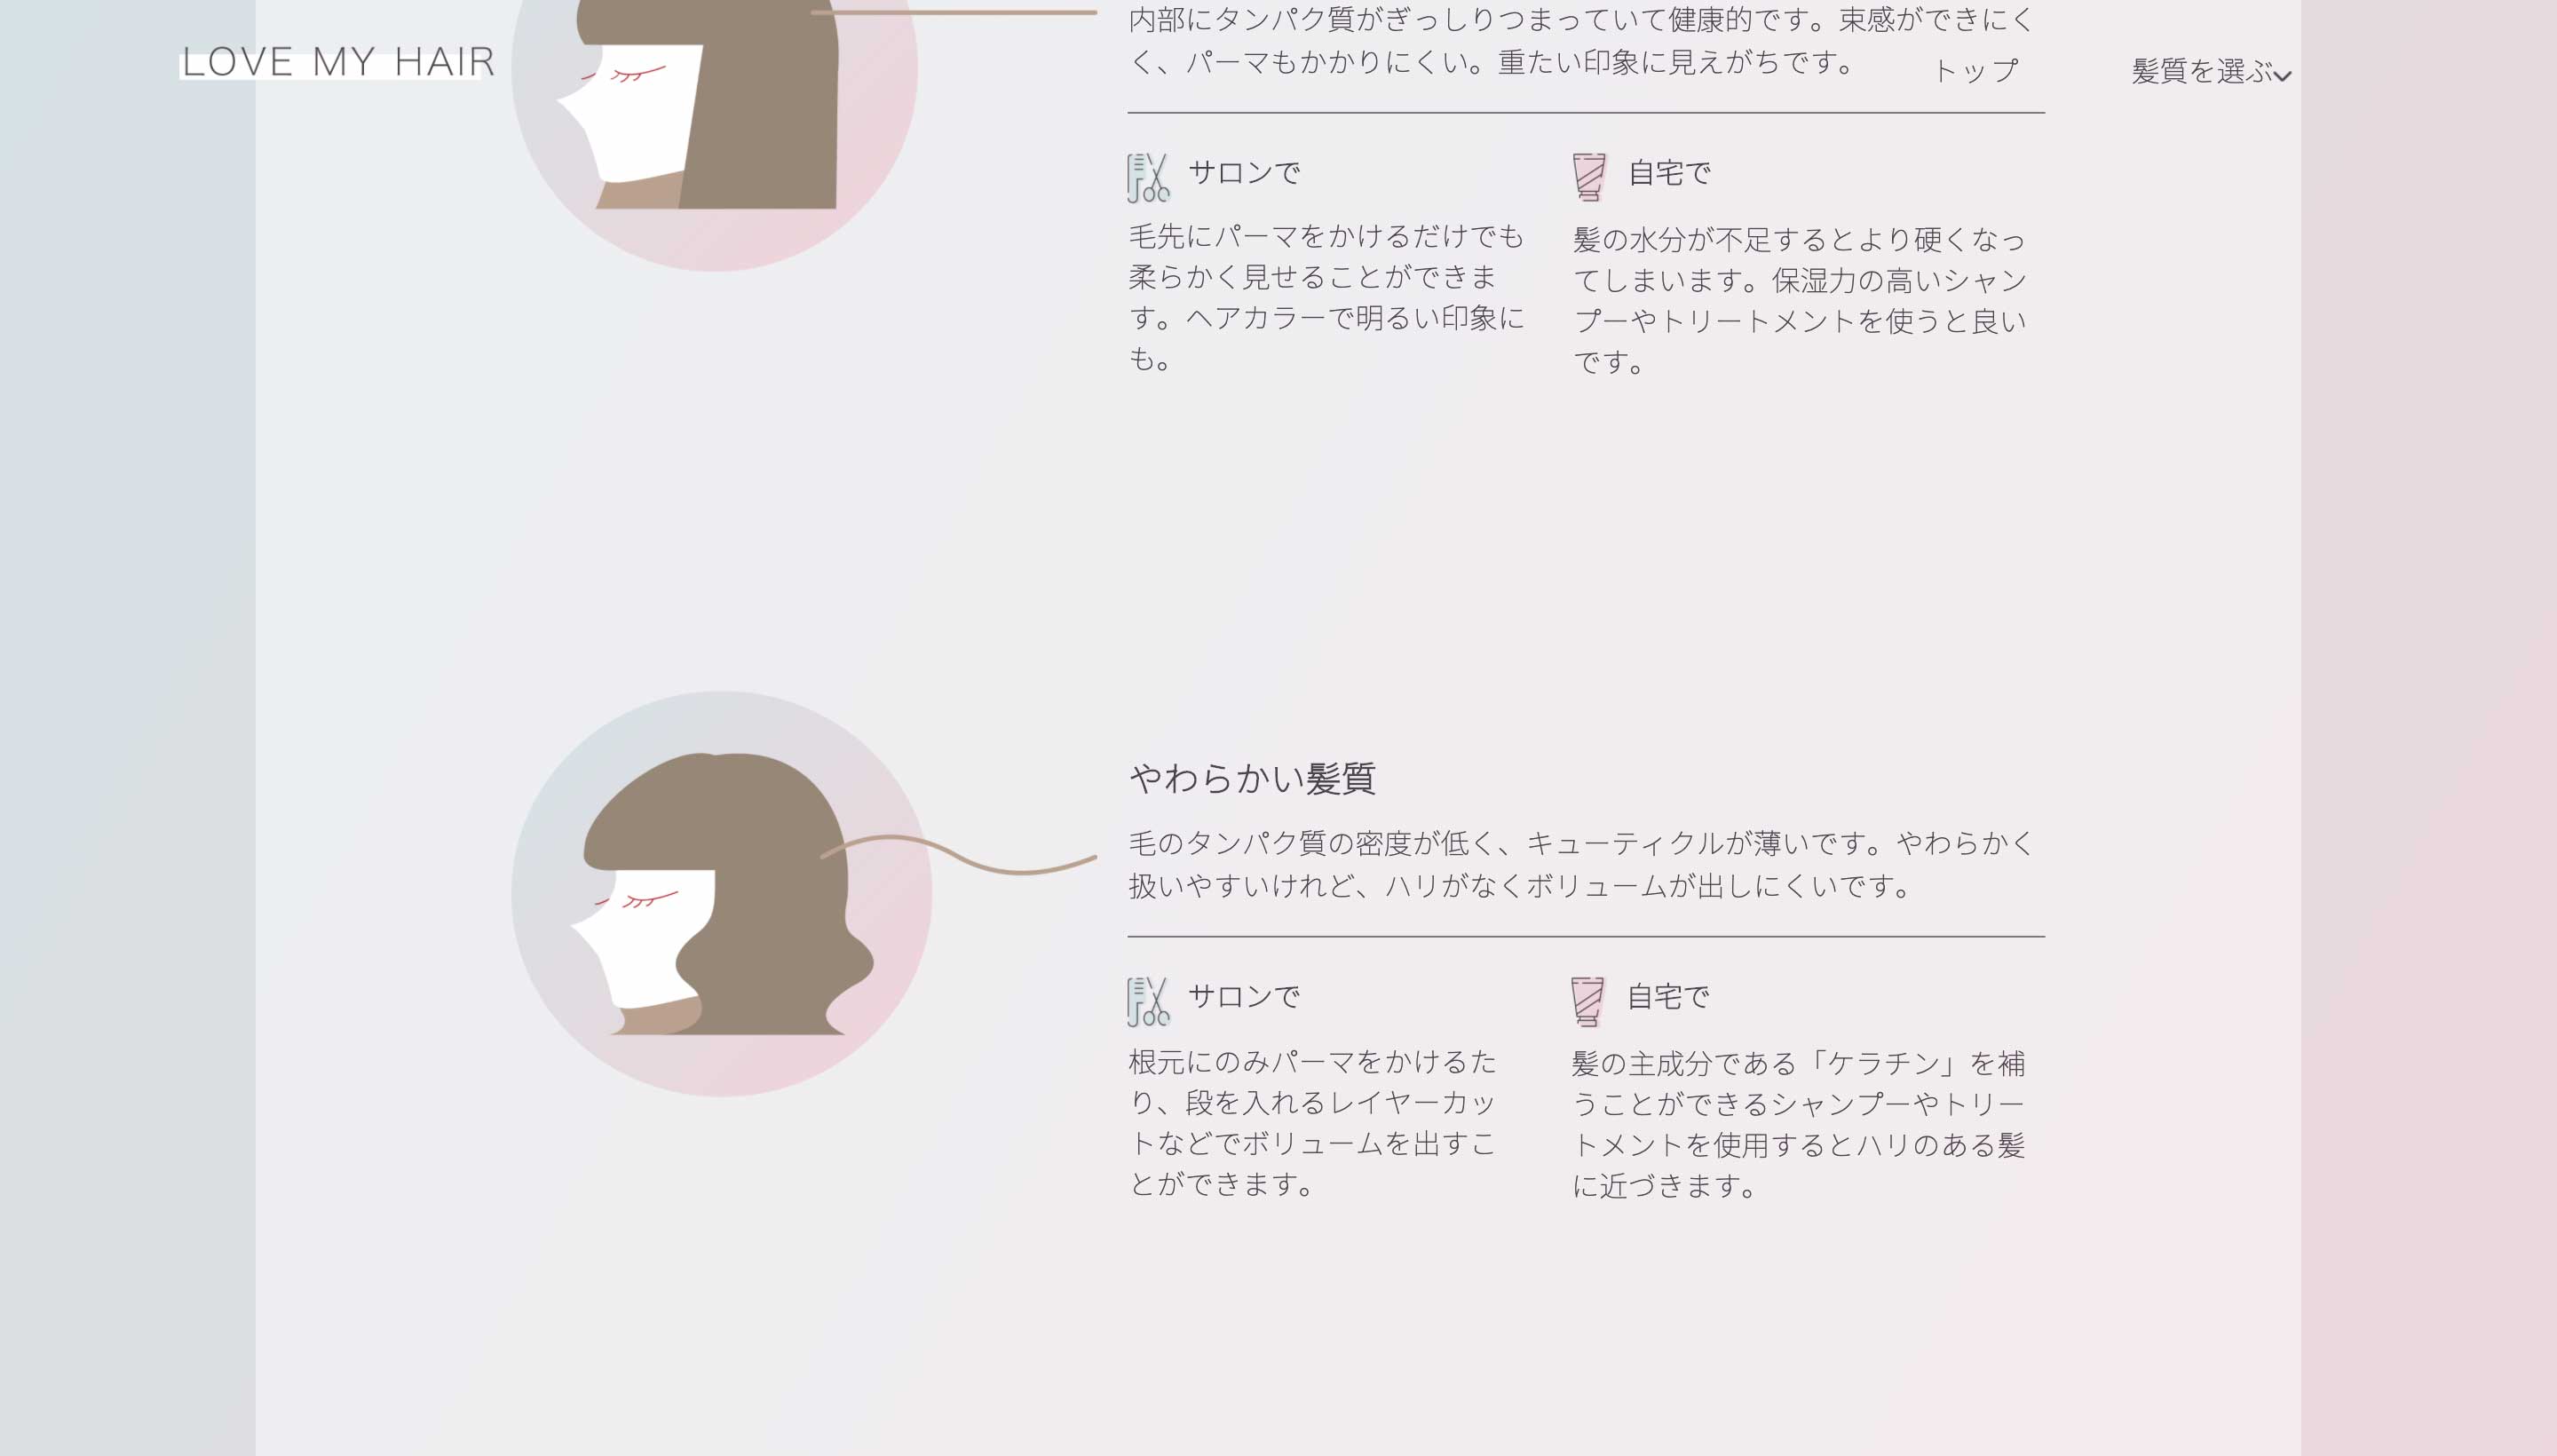 内部にタンパク質がぎっしりつまっていて健康的です。束感ができにく
く、パーマもかかりにくい。重たい印象に見えがちです。
LOVE MY HAIR
トップ
髪質を選ぶ
サロンで
毛先にパーマをかけるだけでも
柔らかく見せることができま
す。ヘアカラーで明るい印象に
も。
自宅で
髪の水分が不足するとより硬くなっ
てしまいます。保湿力の高いシャン
プーやトリートメントを使うと良い
です。
やわらかい髪質
毛のタンパク質の密度が低く、キューティクルが薄いです。やわらかく
扱いやすいけれど、ハリがなくボリュームが出しにくいです。
サロンで
根元にのみパーマをかけるた
り、段を入れるレイヤーカッ
トなどでボリュームを出すこ
とができます。
自宅で
髪の主成分である「ケラチン」を補
うことができるシャンプーやトリー
トメントを使用するとハリのある髪
に近づきます。